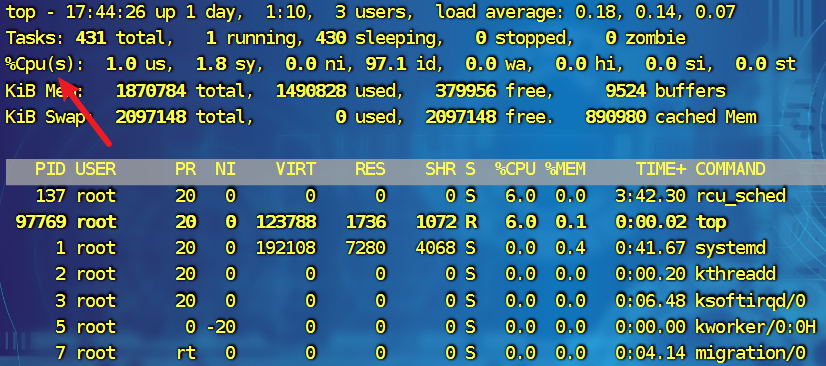 top - 17:44:26 up 1 day,  1:10,  3 users,  load average: 0.18, 0.14, 0.07
Tasks: 431 total,   1 running, 430 sleeping,   0 stopped,   0 zombie
%Cpu(s):  1.0 us,  1.8 sy,  0.0 ni, 97.1 id,  0.0 wa,  0.0 hi,  0.0 si,  0.0 st
KiB Mem:   1870784 total,  1490828 used,   379956 free,     9524 buffers
KiB Swap:  2097148 total,        0 used,  2097148 free.   890980 cached Mem
PID USER      PR  NI    VIRT    RES    SHR S  %CPU %MEM     TIME+ COMMAND
137 root      20   0       0      0      0 S   6.0  0.0   3:42.30 rcu_sched
97769 root      20   0  123788   1736   1072 R   6.0  0.1   0:00.02 top
1 root      20   0  192108   7280   4068 S   0.0  0.4   0:41.67 systemd
2 root      20   0       0      0      0 S   0.0  0.0   0:00.20 kthreadd
3 root      20   0       0      0      0 S   0.0  0.0   0:06.48 ksoftirqd/0
5 root       0 -20       0      0      0 S   0.0  0.0   0:00.00 kworker/0:0H
7 root      rt   0       0      0      0 S   0.0  0.0   0:04.14 migration/0